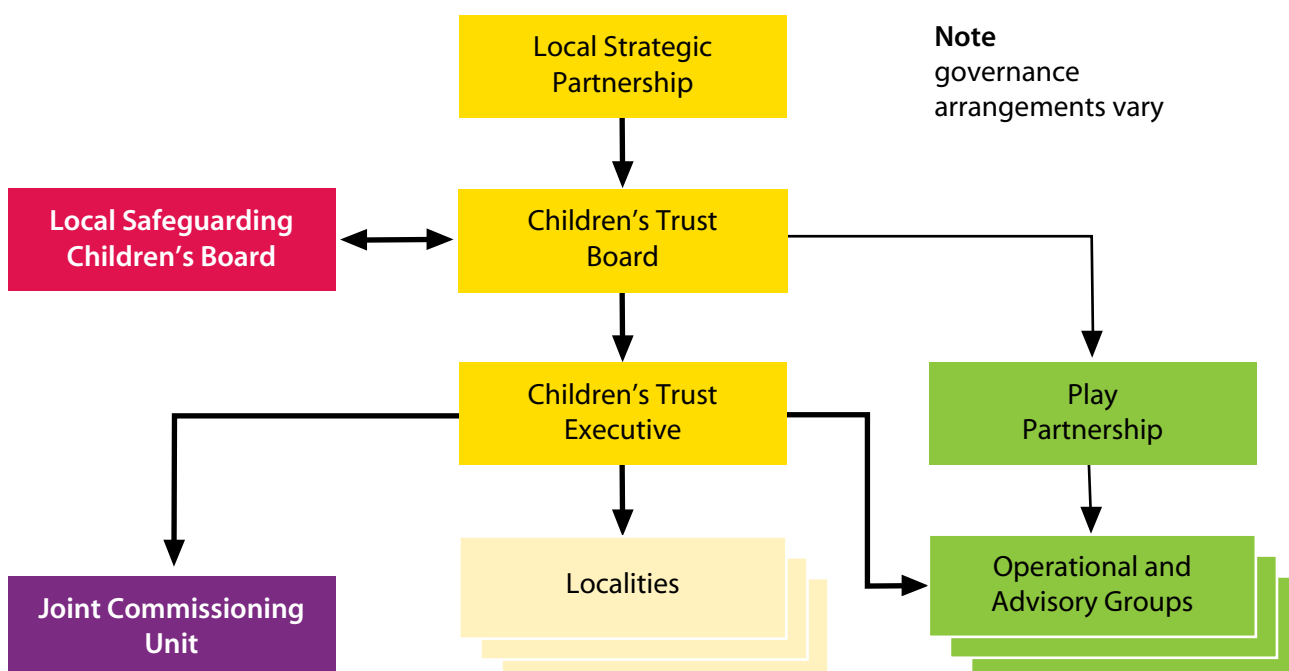 Local Strategic
Partnership
Note
governance
arrangements vary
Local Safeguarding
Children’s Board
Children’s Trust
Board
Children’s Trust
Executive
Play
Partnership
Localities
Operational and
Advisory Groups
Joint Commissioning
Unit